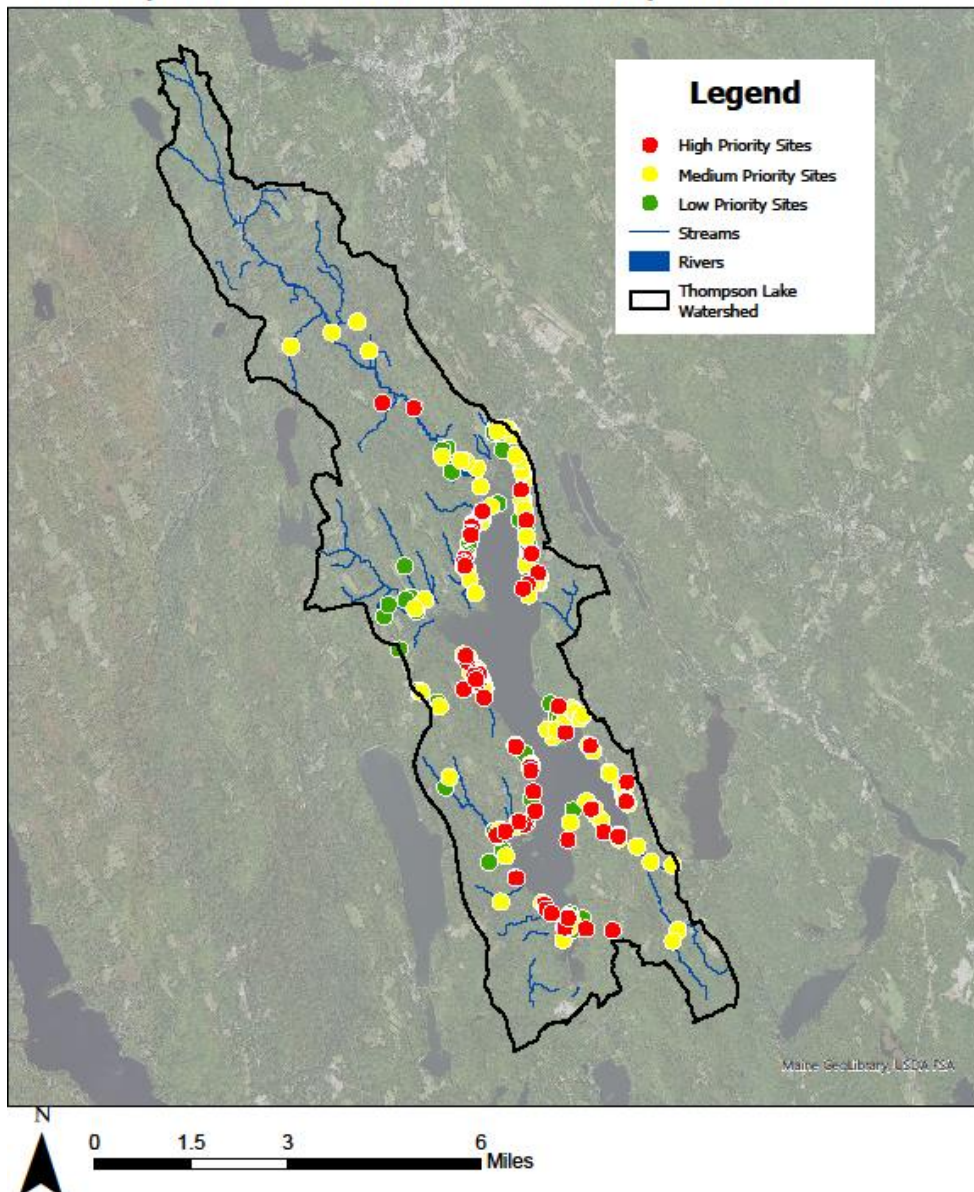 Legend
High Priority Sites
Medium Priority Sites
Low Priority Sites
Streams
Rivers
Thompson Lake
Watershed
Maine GeoLibrary, USDA FSA
N
0 1.5 3 6
Miles